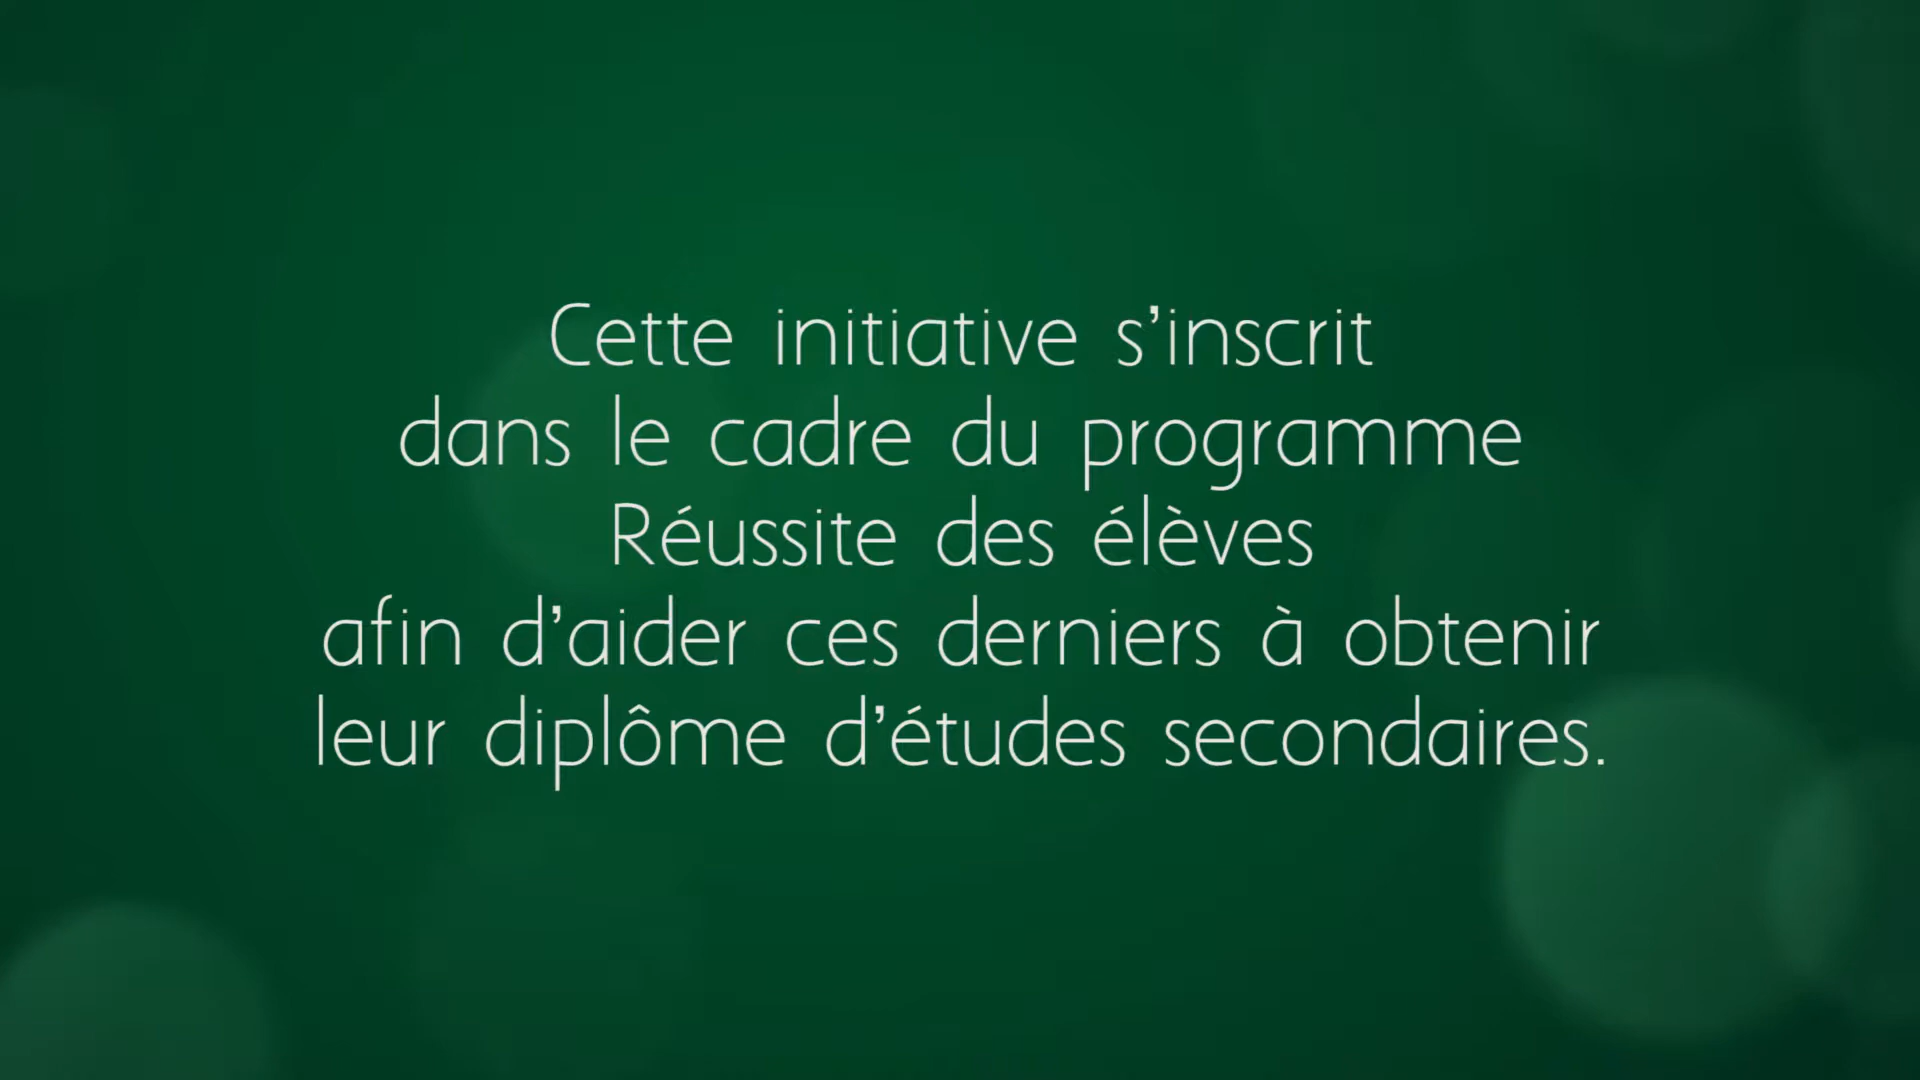 Cette initiative s’inscrit
dans le cadre du programme
Réussite des élèves
afin d’aider ces derniers à obtenir
leur diplôme d’études secondaires.